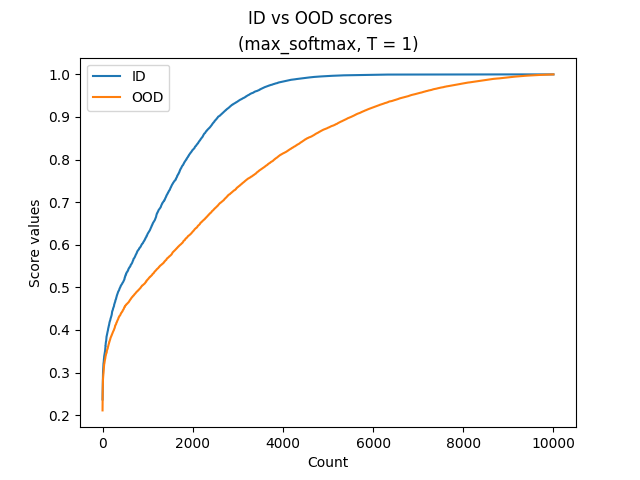 ID vs OOD scores
(max_softmax, T = 1)
ID
OOD
Score values
1.0
0.9
0.8
0.7
0.6
0.5
0.4
0.3
0.2
0 2000 4000 6000 8000 10000
Count